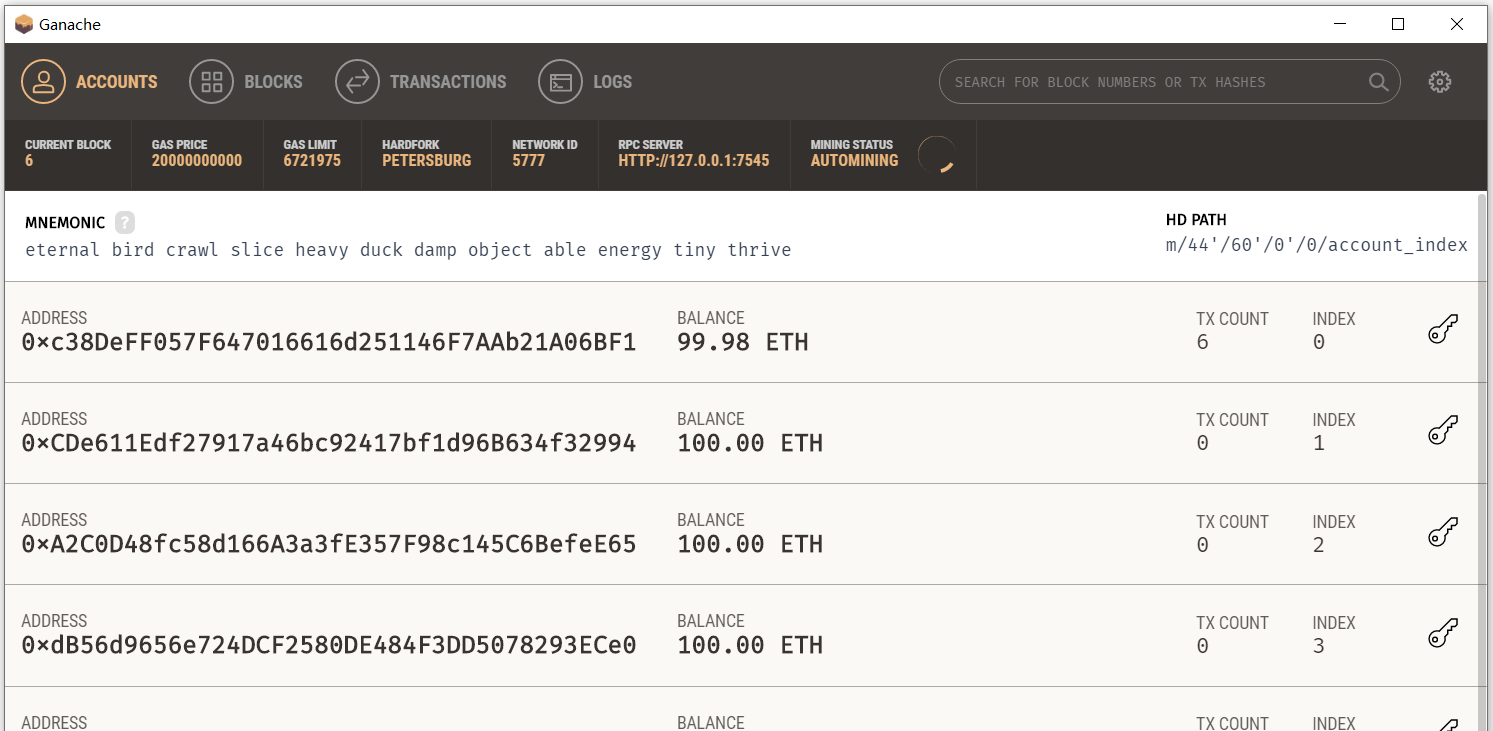 Ganache
ACCOUNTS BLOCKS TRANSACTIONS LOGS SEARCH FOR BLOCK NUMBERS OR TX HASHES
CURRENT BLOCK GAS PRICE GAS LIMIT HARDFORK NETWORK ID RPC SERVER MINING STATUS
6 20000000000 6721975 PETERSBURG 5777 HTTP://127.0.0.1:7545 AUTOMINING
MNEMONIC ? HD PATH
eternal bird crawl slice heavy duck damp object able energy tiny thrive m/44'/60'/0'/0/account_index
ADDRESS BALANCE TX COUNT INDEX
0×c38DeFF057F647016616d251146F7AAb21A06BF1 99.98 ETH 6 0
ADDRESS BALANCE TX COUNT INDEX
0×CDe611Edf27917a46bc92417bf1d96B634f32994 100.00 ETH 0 1
ADDRESS BALANCE TX COUNT INDEX
0×A2C0D48fc58d166A3a3fE357F98c145C6BefeE65 100.00 ETH 0 2
ADDRESS BALANCE TX COUNT INDEX
0×dB56d9656e724DCF2580DE484F3DD5078293ECe0 100.00 ETH 0 3
ADDRESS BALANCE TX COUNT INDEX